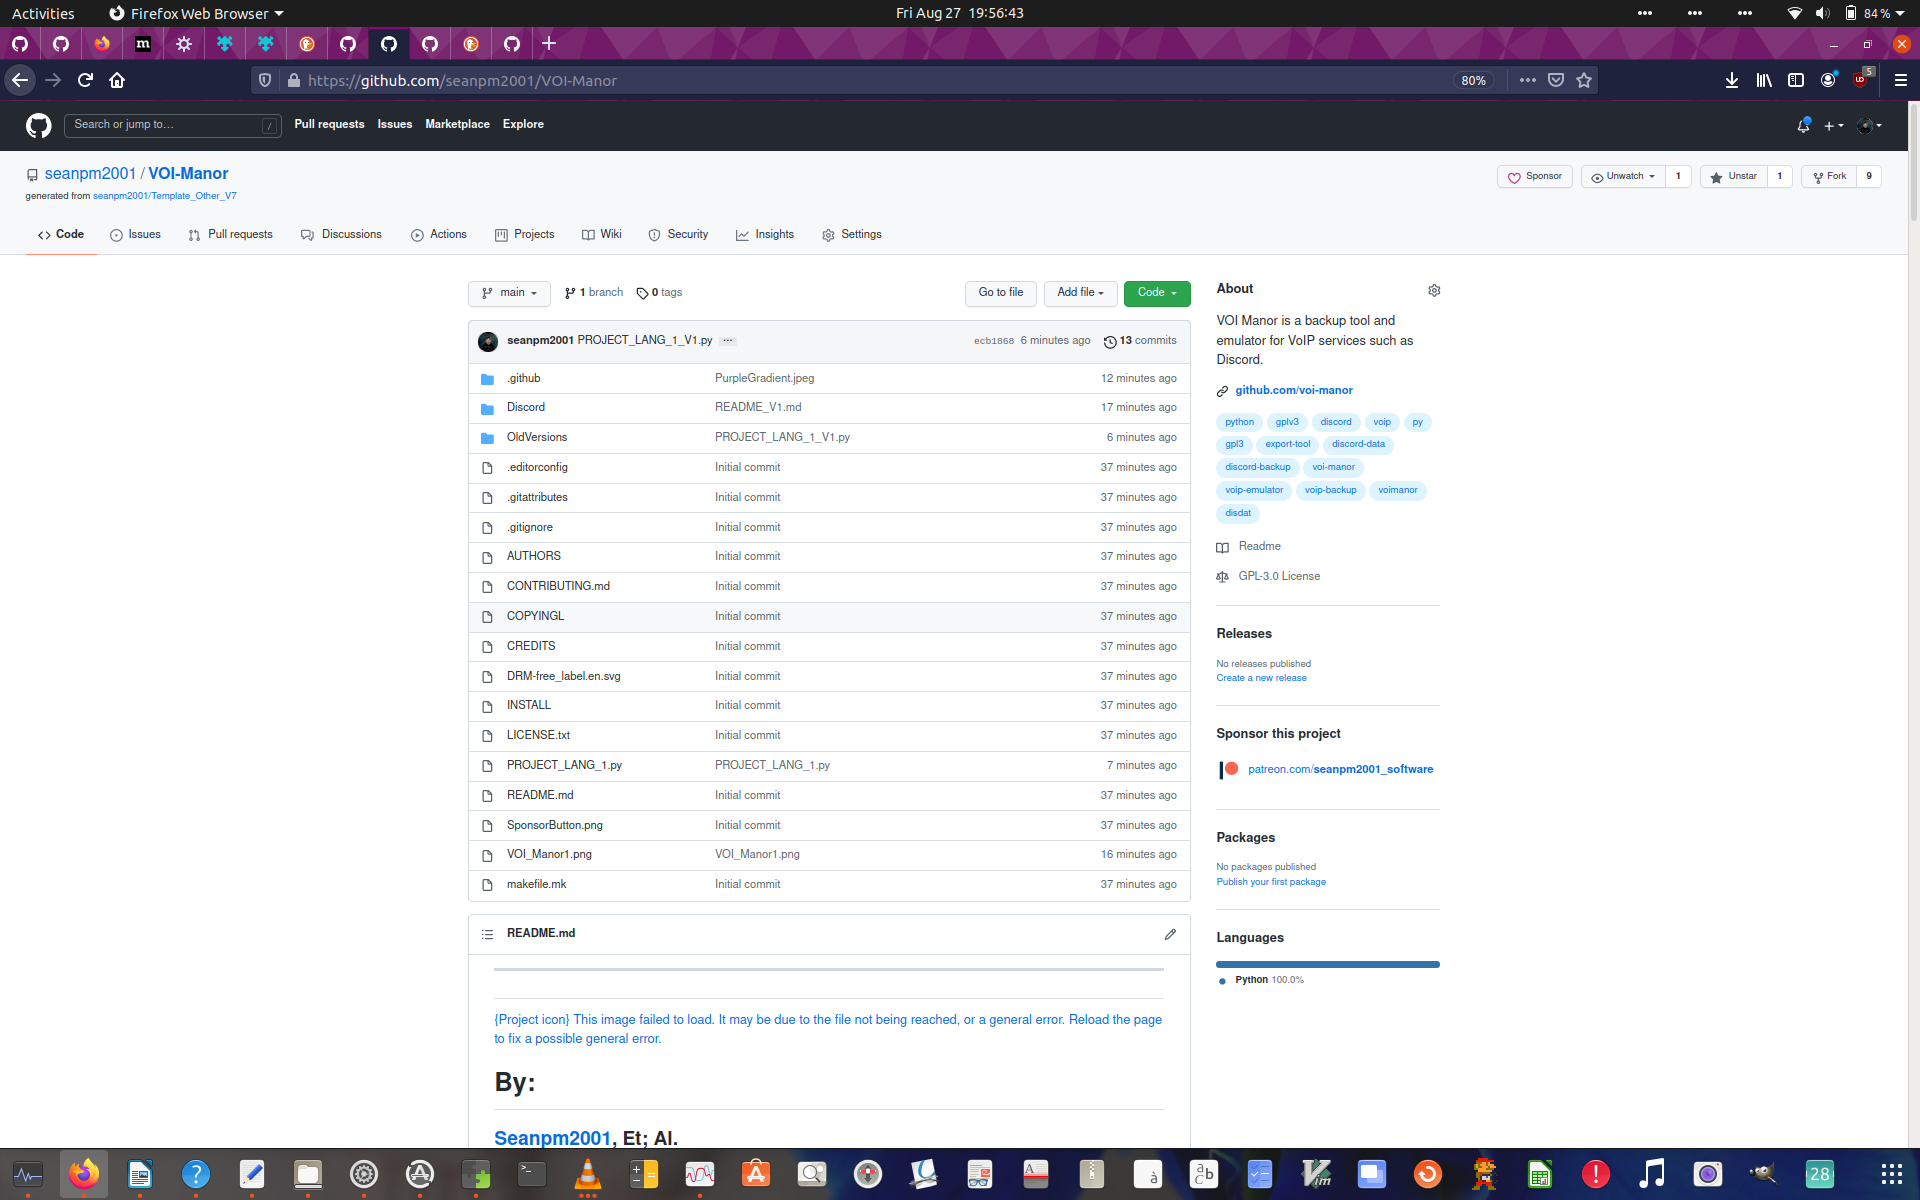 Activities
Firefox Web Browser
Fri Aug 27 19:56:43
84 %
m
https://github.com/seanpm2001/VOI-Manor
80%
5
Search or jump to…
/
Pull requests
Issues
Marketplace
Explore
seanpm2001 / VOI-Manor
generated from seanpm2001/Template_Other_V7
Sponsor
Unwatch
1
Unstar
1
Fork
9
Code
Issues
Pull requests
Discussions
Actions
Projects
Wiki
Security
Insights
Settings
main
1 branch
0 tags
Go to file
Add file
Code
seanpm2001 PROJECT_LANG_1_V1.py
ecb1868 6 minutes ago
13 commits
.github PurpleGradient.jpeg 12 minutes ago
Discord README_V1.md 17 minutes ago
OldVersions PROJECT_LANG_1_V1.py 6 minutes ago
.editorconfig Initial commit 37 minutes ago
.gitattributes Initial commit 37 minutes ago
.gitignore Initial commit 37 minutes ago
AUTHORS Initial commit 37 minutes ago
CONTRIBUTING.md Initial commit 37 minutes ago
COPYINGL Initial commit 37 minutes ago
CREDITS Initial commit 37 minutes ago
DRM-free_label.en.svg Initial commit 37 minutes ago
INSTALL Initial commit 37 minutes ago
LICENSE.txt Initial commit 37 minutes ago
PROJECT_LANG_1.py PROJECT_LANG_1.py 7 minutes ago
README.md Initial commit 37 minutes ago
SponsorButton.png Initial commit 37 minutes ago
VOI_Manor1.png VOI_Manor1.png 16 minutes ago
makefile.mk Initial commit 37 minutes ago
README.md
{Project icon} This image failed to load. It may be due to the file not being reached, or a general error. Reload the page
to fix a possible general error.
By:
Seanpm2001, Et; Al.
About
VOI Manor is a backup tool and
emulator for VoIP services such as
Discord.
github.com/voi-manor
python gplv3 discord voip py
gpl3 export-tool discord-data
discord-backup voi-manor
voip-emulator voip-backup voimanor
disdat
Readme
GPL-3.0 License
Releases
No releases published
Create a new release
Sponsor this project
patreon.com/seanpm2001_software
Packages
No packages published
Publish your first package
Languages
Python 100.0%
28